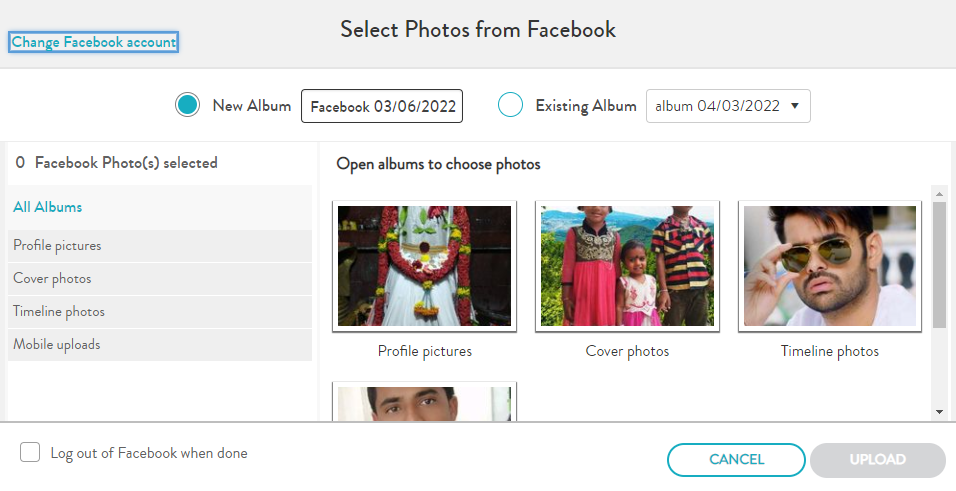 Change Facebook account
Select Photos from Facebook
New Album Facebook 03/06/2022 Existing Album album 04/03/2022
0 Facebook Photo(s) selected
Open albums to choose photos
All Albums
Profile pictures
Cover photos
Timeline photos
Mobile uploads
Profile pictures Cover photos Timeline photos
Log out of Facebook when done
CANCEL UPLOAD